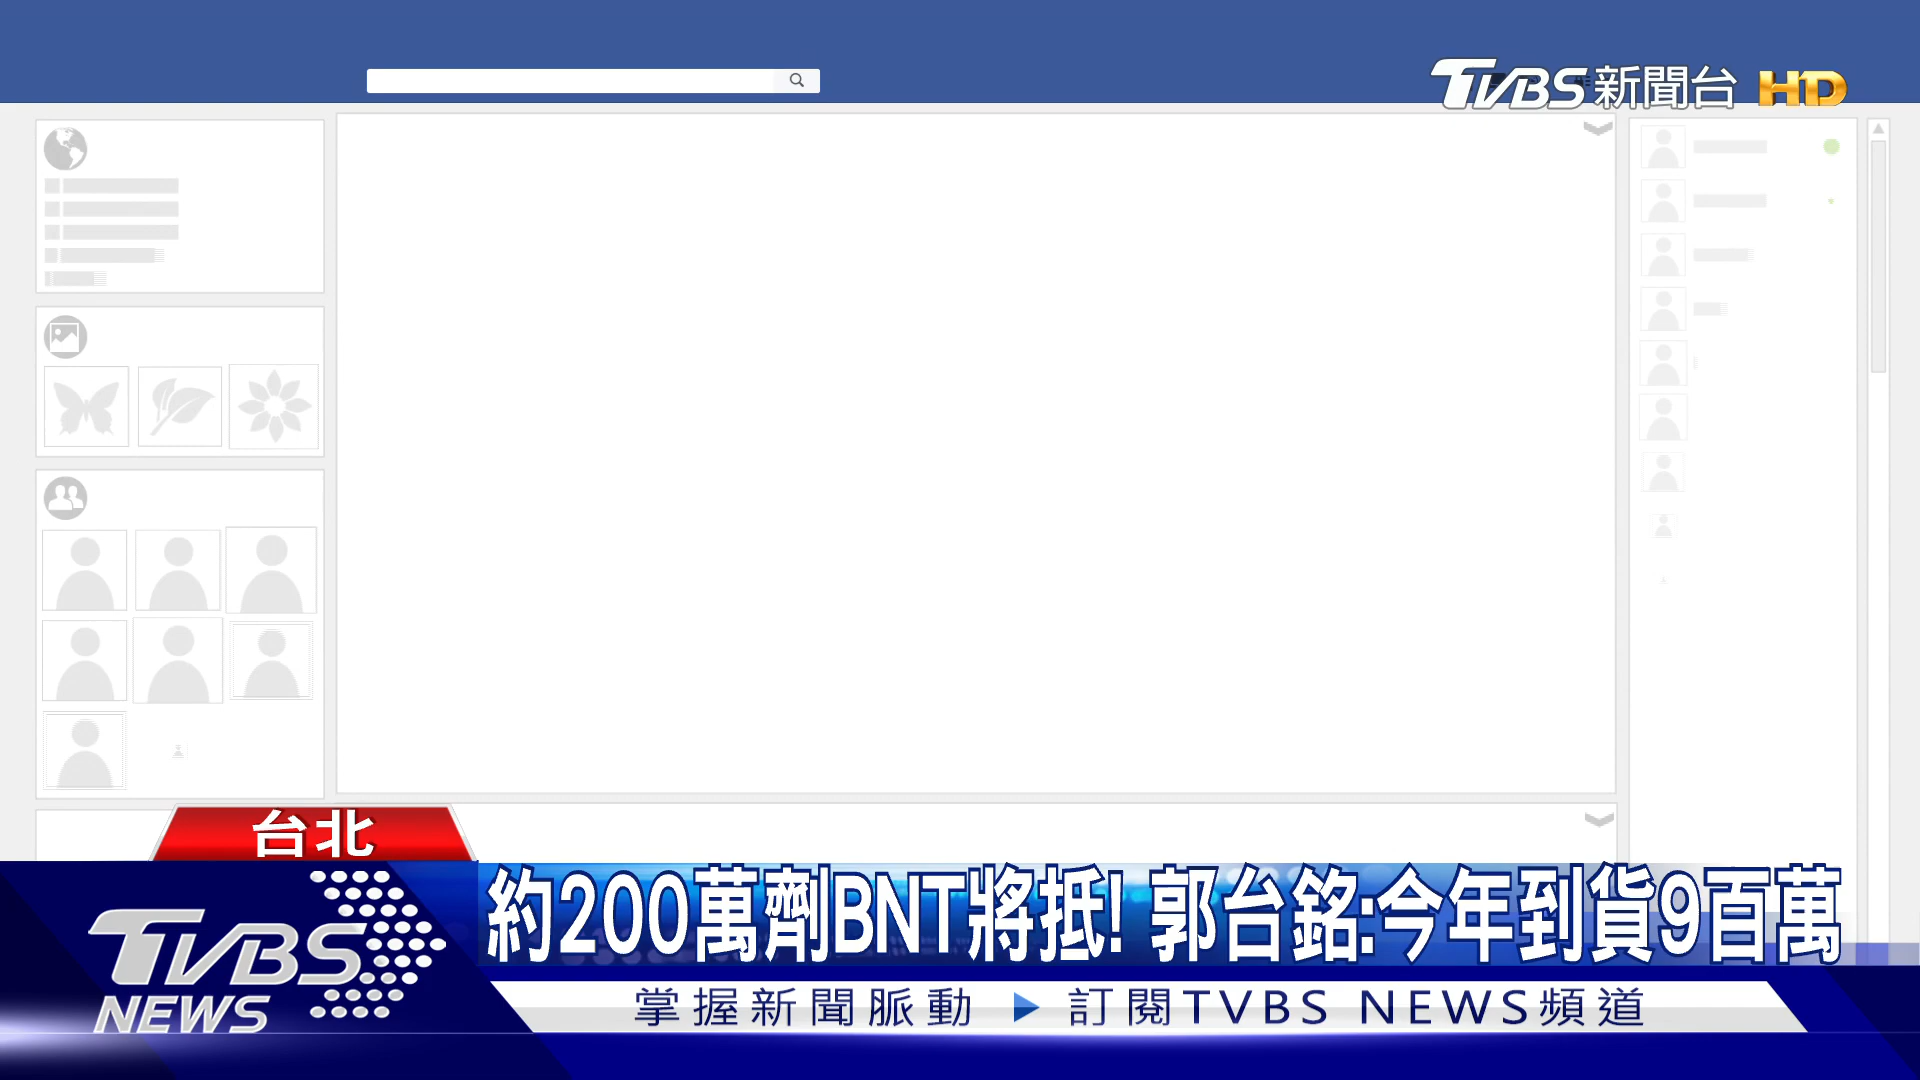 TVBS新聞台 HD
台北
約200萬劑BNT將抵! 郭台銘:今年到貨9百萬
TVBS NEWS
掌握新聞脈動 ▶ 訂閱TVBS NEWS頻道